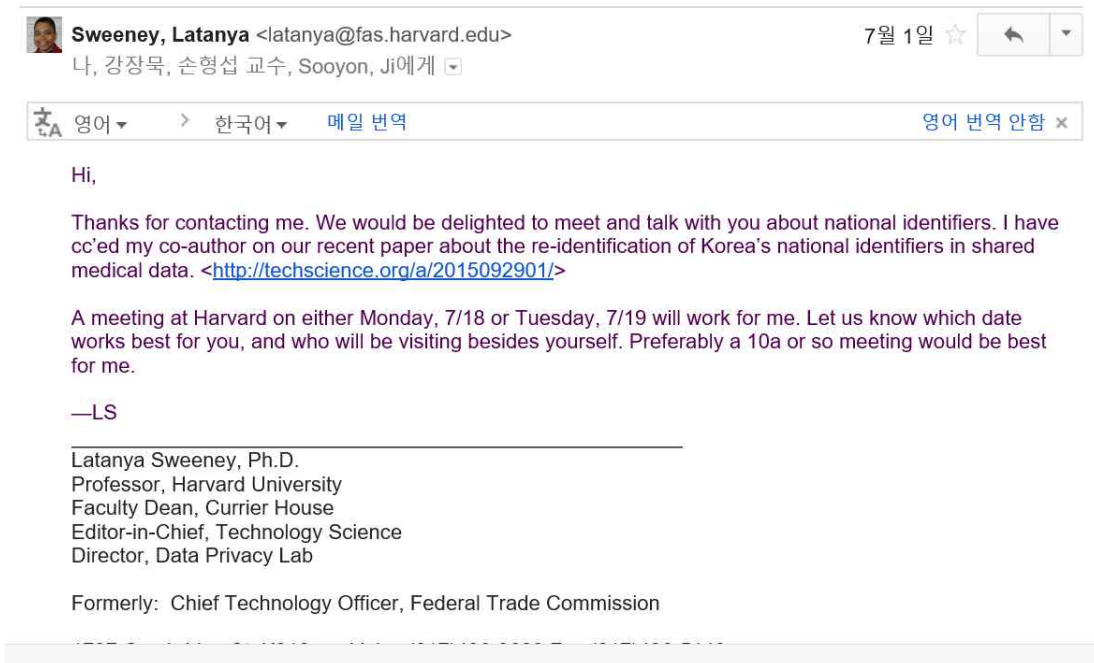 Sweeney, Latanya <latanya@fas.harvard.edu>
7월 1일
나, 강장묵, 손형섭 교수, Sooyon, Ji에게
영어 > 한국어 메일 번역 영어 번역 안함 ×
Hi,
Thanks for contacting me. We would be delighted to meet and talk with you about national identifiers. I have
cc'ed my co-author on our recent paper about the re-identification of Korea's national identifiers in shared
medical data. <http://techscience.org/a/2015092901/>
A meeting at Harvard on either Monday, 7/18 or Tuesday, 7/19 will work for me. Let us know which date
works best for you, and who will be visiting besides yourself. Preferably a 10a or so meeting would be best
for me.
—LS
Latanya Sweeney, Ph.D.
Professor, Harvard University
Faculty Dean, Currier House
Editor-in-Chief, Technology Science
Director, Data Privacy Lab
Formerly: Chief Technology Officer, Federal Trade Commission